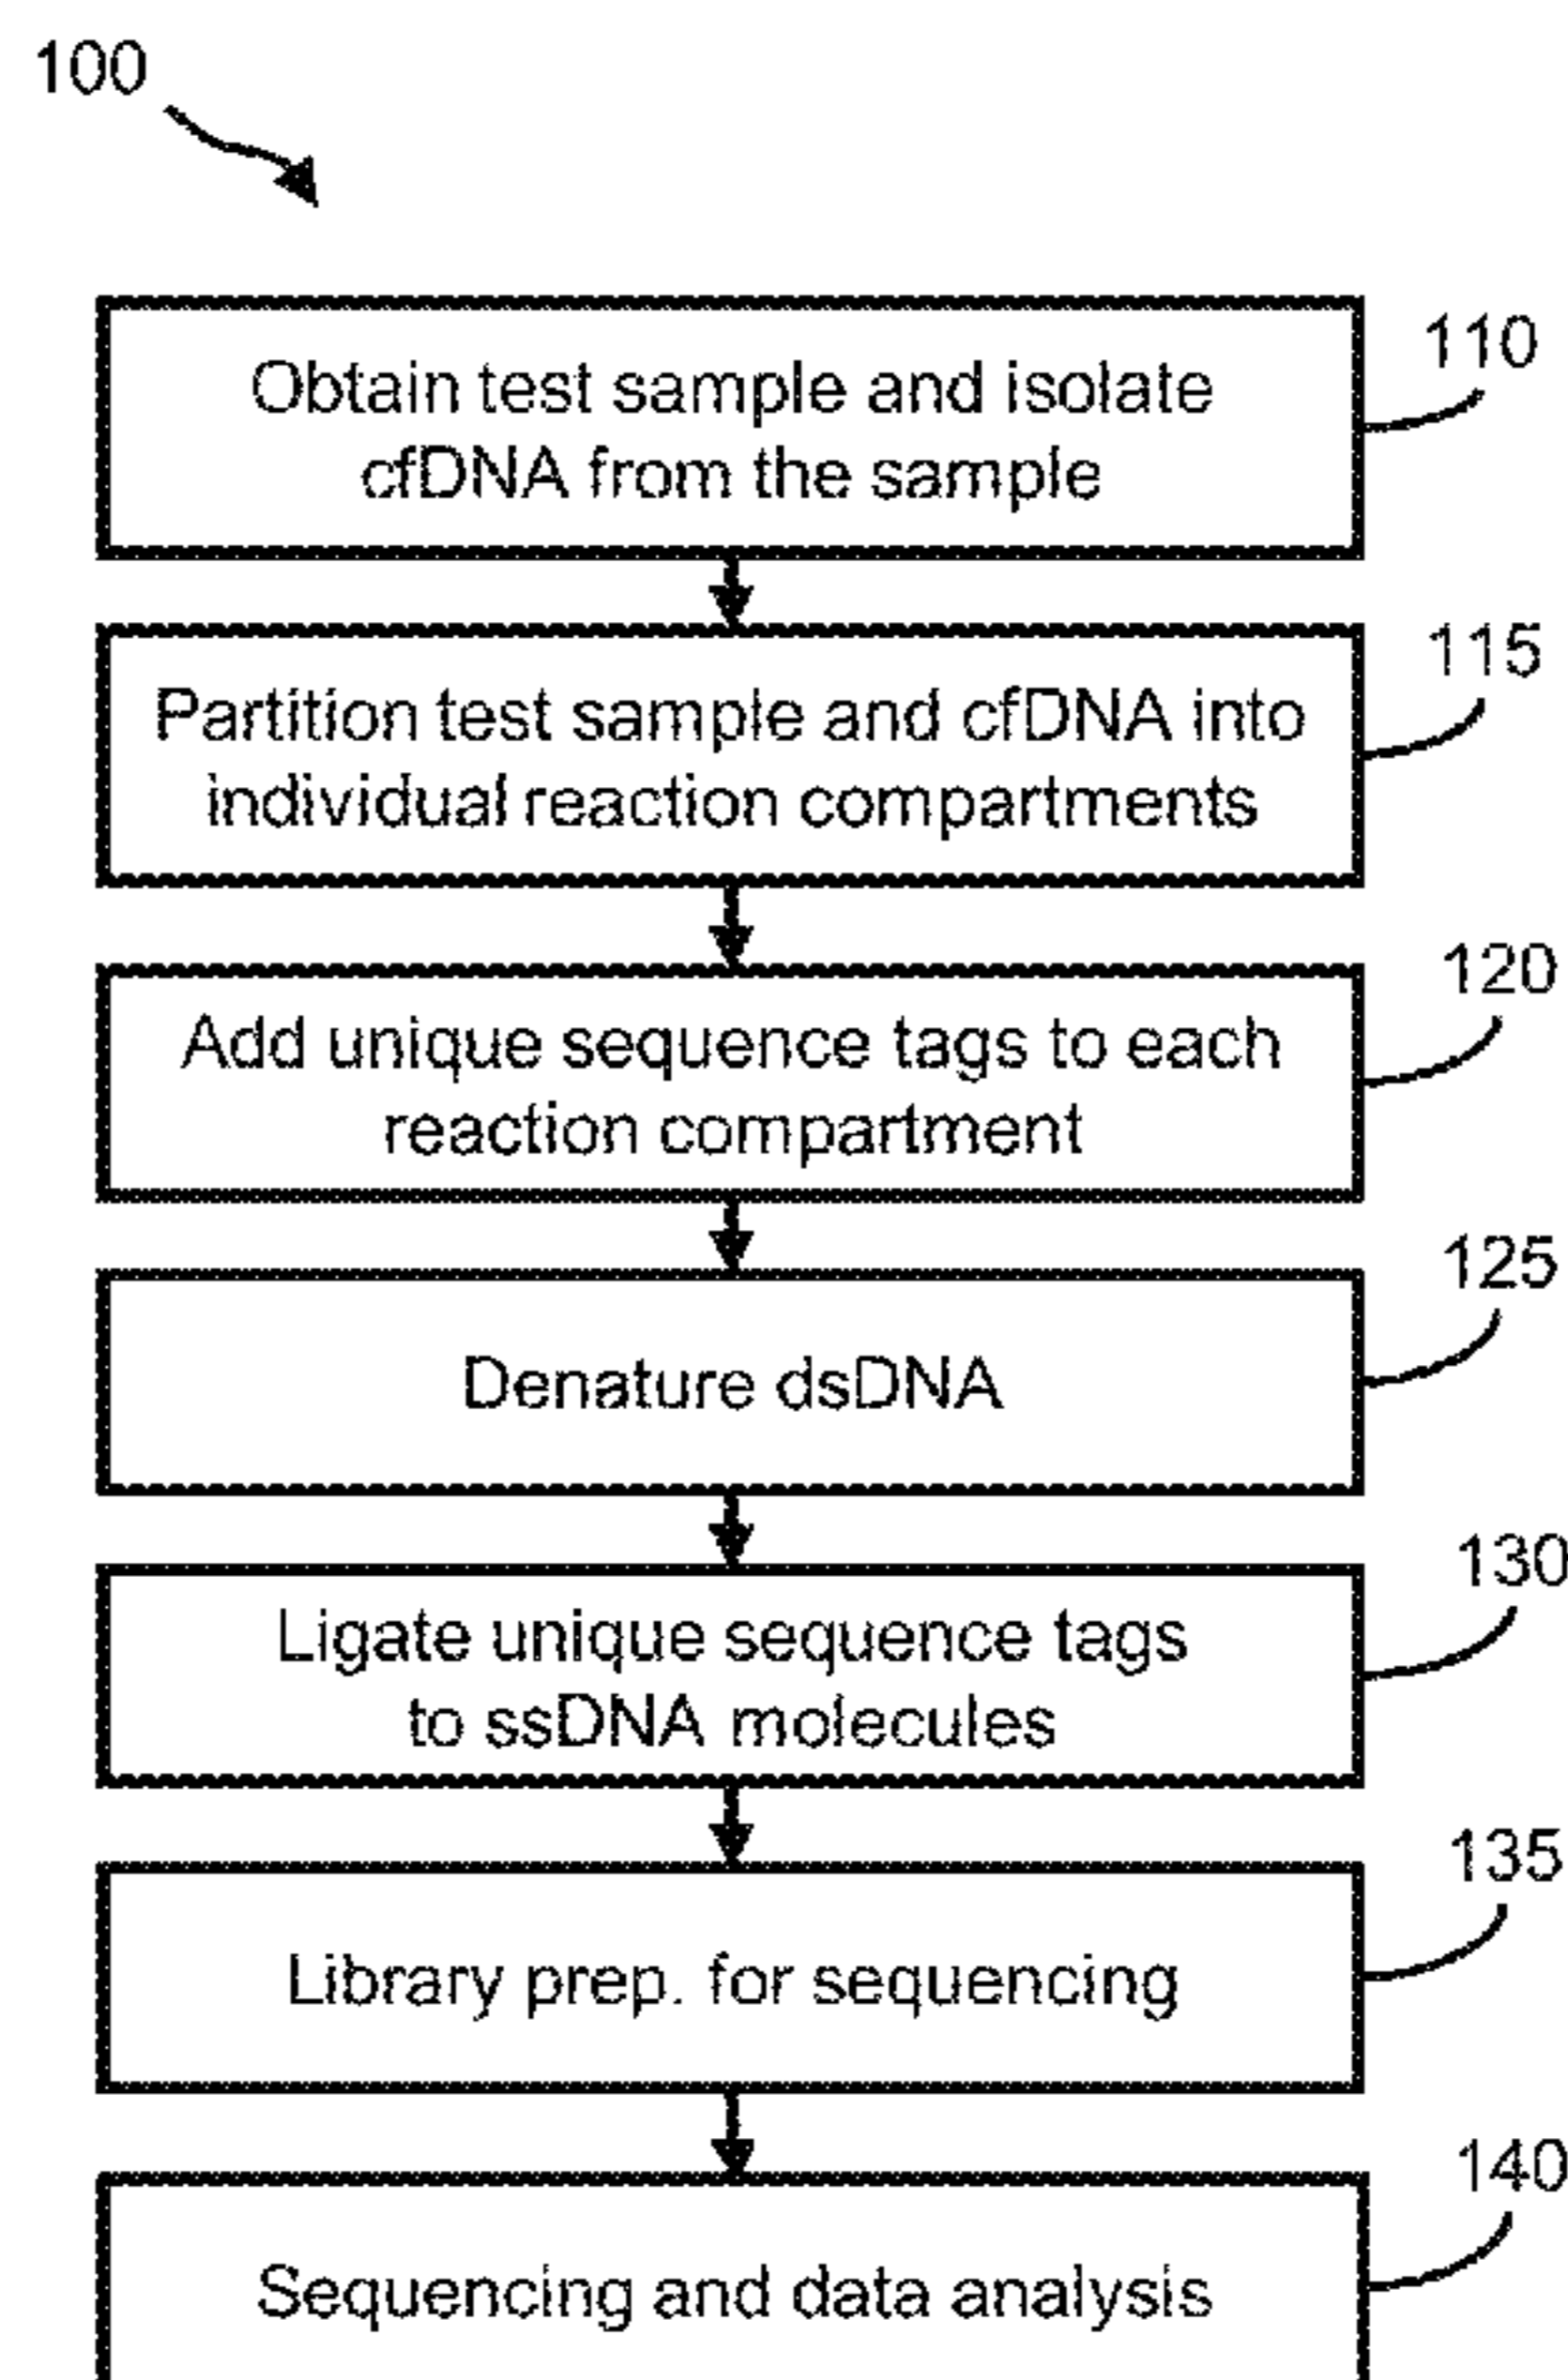 100
110
Obtain test sample and isolate
cfDNA from the sample
115
Partition test sample and cfDNA into
individual reaction compartments
120
Add unique sequence tags to each
reaction compartment
125
Denature dsDNA
130
Ligate unique sequence tags
to ssDNA molecules
135
Library prep. for sequencing
140
Sequencing and data analysis